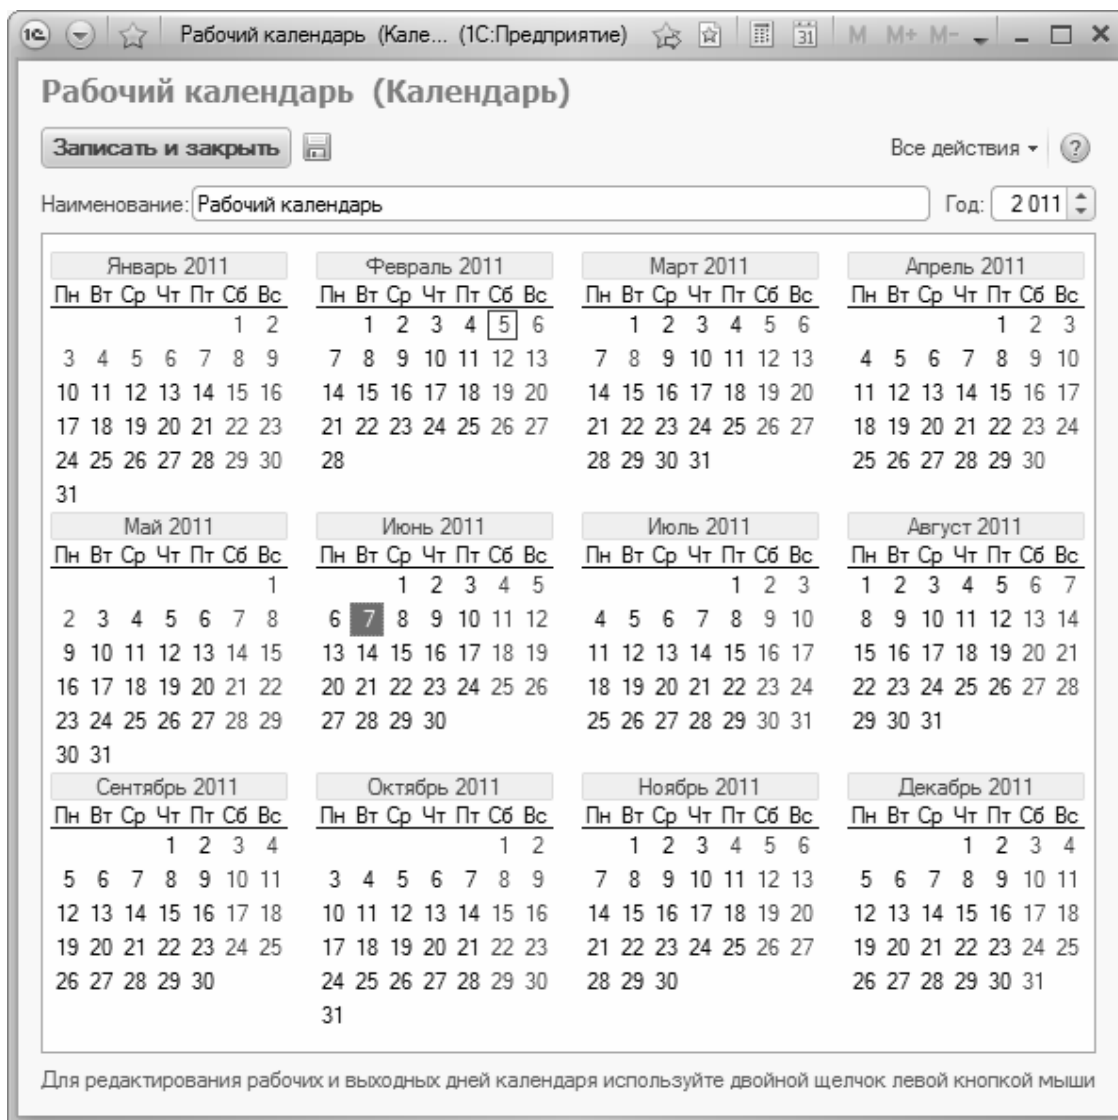 1С Рабочий календарь (Кале... (1С:Предприятие) 31 M M+ M-
Рабочий календарь (Календарь)
Записать и закрыть Все действия ?
Наименование: Рабочий календарь Год: 2 011
Январь 2011 Февраль 2011 Март 2011 Апрель 2011
Пн Вт Ср Чт Пт Сб Вс Пн Вт Ср Чт Пт Сб Вс Пн Вт Ср Чт Пт Сб Вс Пн Вт Ср Чт Пт Сб Вс
1 2 1 2 3 4 5 6 1 2 3 4 5 6 1 2 3
3 4 5 6 7 8 9 7 8 9 10 11 12 13 7 8 9 10 11 12 13 4 5 6 7 8 9 10
10 11 12 13 14 15 16 14 15 16 17 18 19 20 14 15 16 17 18 19 20 11 12 13 14 15 16 17
17 18 19 20 21 22 23 21 22 23 24 25 26 27 21 22 23 24 25 26 27 18 19 20 21 22 23 24
24 25 26 27 28 29 30 28 28 29 30 31 25 26 27 28 29 30
31
Май 2011 Июнь 2011 Июль 2011 Август 2011
Пн Вт Ср Чт Пт Сб Вс Пн Вт Ср Чт Пт Сб Вс Пн Вт Ср Чт Пт Сб Вс Пн Вт Ср Чт Пт Сб Вс
1 1 2 3 4 5 1 2 3 1 2 3 4 5 6 7
2 3 4 5 6 7 8 6 7 8 9 10 11 12 4 5 6 7 8 9 10 8 9 10 11 12 13 14
9 10 11 12 13 14 15 13 14 15 16 17 18 19 11 12 13 14 15 16 17 15 16 17 18 19 20 21
16 17 18 19 20 21 22 20 21 22 23 24 25 26 18 19 20 21 22 23 24 22 23 24 25 26 27 28
23 24 25 26 27 28 29 27 28 29 30 25 26 27 28 29 30 31 29 30 31
30 31
Сентябрь 2011 Октябрь 2011 Ноябрь 2011 Декабрь 2011
Пн Вт Ср Чт Пт Сб Вс Пн Вт Ср Чт Пт Сб Вс Пн Вт Ср Чт Пт Сб Вс Пн Вт Ср Чт Пт Сб Вс
1 2 3 4 1 2 1 2 3 4 5 6 1 2 3 4
5 6 7 8 9 10 11 3 4 5 6 7 8 9 7 8 9 10 11 12 13 5 6 7 8 9 10 11
12 13 14 15 16 17 18 10 11 12 13 14 15 16 14 15 16 17 18 19 20 12 13 14 15 16 17 18
19 20 21 22 23 24 25 17 18 19 20 21 22 23 21 22 23 24 25 26 27 19 20 21 22 23 24 25
26 27 28 29 30 24 25 26 27 28 29 30 28 29 30 26 27 28 29 30 31
31
Для редактирования рабочих и выходных дней календаря используйте двойной щелчок левой кнопкой мыши